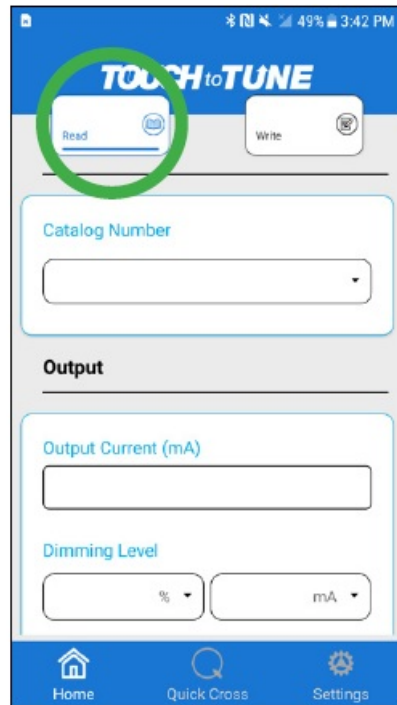 49% 3:42 PM
TOUCH to TUNE
Read Write
Catalog Number
Output
Output Current (mA)
Dimming Level
% mA
Home Quick Cross Settings